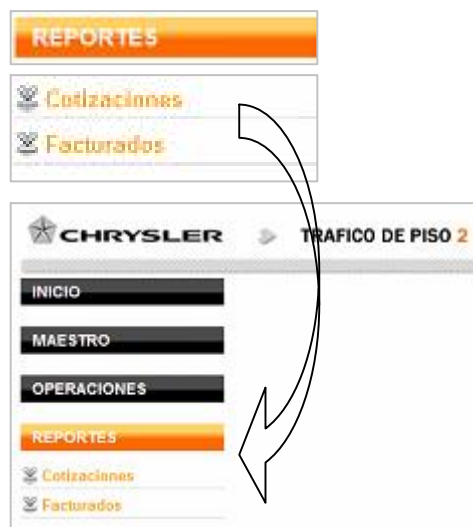 REPORTES
Cotizaciones
Facturados
CHRYSLER TRAFICO DE PISO 2
INICIO
MAESTRO
OPERACIONES
REPORTES
Cotizaciones
Facturados